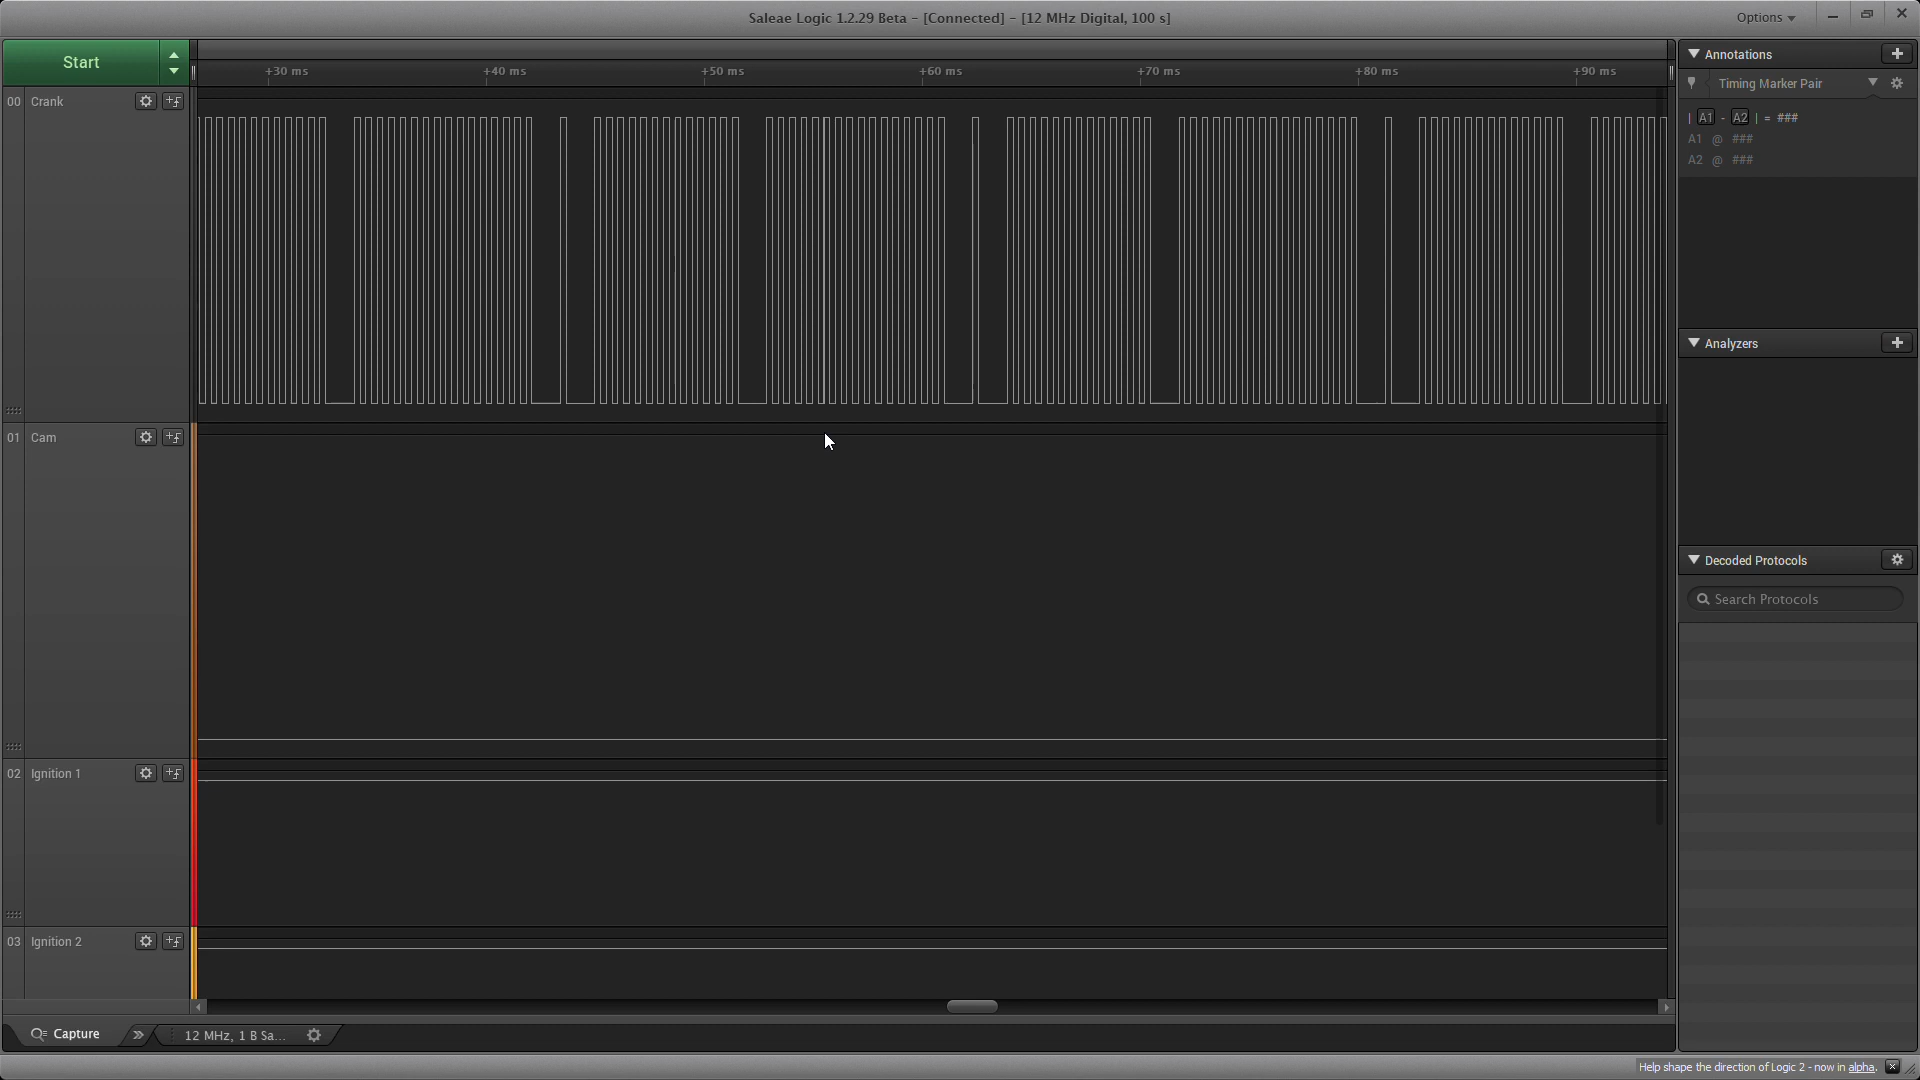 Saleae Logic 1.2.29 Beta - [Connected] - [12 MHz Digital, 100 s]
Options
Start
+30 ms +40 ms +50 ms +60 ms +70 ms +80 ms +90 ms
00 Crank
01 Cam
02 Ignition 1
03 Ignition 2
Capture
12 MHz, 1 B Sa...
Annotations
Timing Marker Pair
| A1 - A2 | = ###
A1 @ ###
A2 @ ###
Analyzers
Decoded Protocols
Search Protocols
Help shape the direction of Logic 2 - now in alpha.